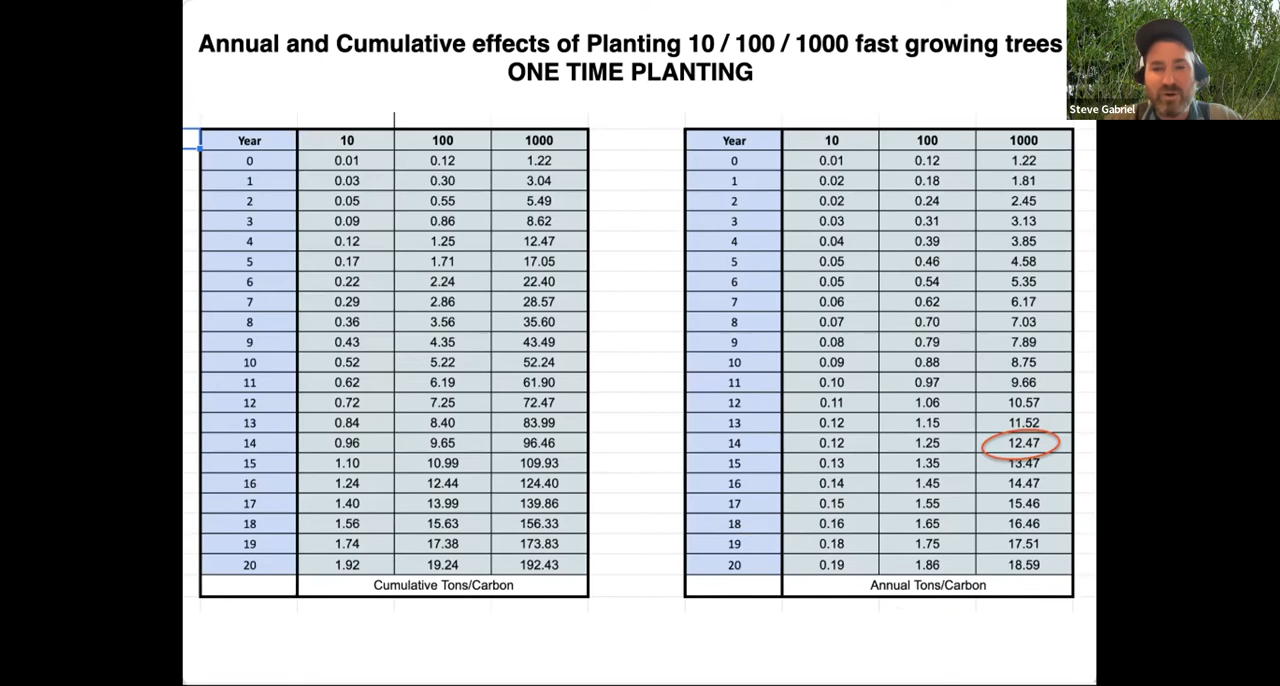 Annual and Cumulative effects of Planting 10 / 100 / 1000 fast growing trees
ONE TIME PLANTING
Steve Gabriel
Year 10 100 1000
0 0.01 0.12 1.22
1 0.03 0.30 3.04
2 0.05 0.55 5.49
3 0.09 0.86 8.62
4 0.12 1.25 12.47
5 0.17 1.71 17.05
6 0.22 2.24 22.40
7 0.29 2.86 28.57
8 0.36 3.56 35.60
9 0.43 4.35 43.49
10 0.52 5.22 52.24
11 0.62 6.19 61.90
12 0.72 7.25 72.47
13 0.84 8.40 83.99
14 0.96 9.65 96.46
15 1.10 10.99 109.93
16 1.24 12.44 124.40
17 1.40 13.99 139.86
18 1.56 15.63 156.33
19 1.74 17.38 173.83
20 1.92 19.24 192.43
Cumulative Tons/Carbon
Year 10 100 1000
0 0.01 0.12 1.22
1 0.02 0.18 1.81
2 0.02 0.24 2.45
3 0.03 0.31 3.13
4 0.04 0.39 3.85
5 0.05 0.46 4.58
6 0.05 0.54 5.35
7 0.06 0.62 6.17
8 0.07 0.70 7.03
9 0.08 0.79 7.89
10 0.09 0.88 8.75
11 0.10 0.97 9.66
12 0.11 1.06 10.57
13 0.12 1.15 11.52
14 0.12 1.25 12.47
15 0.13 1.35 13.47
16 0.14 1.45 14.47
17 0.15 1.55 15.46
18 0.16 1.65 16.46
19 0.18 1.75 17.51
20 0.19 1.86 18.59
Annual Tons/Carbon